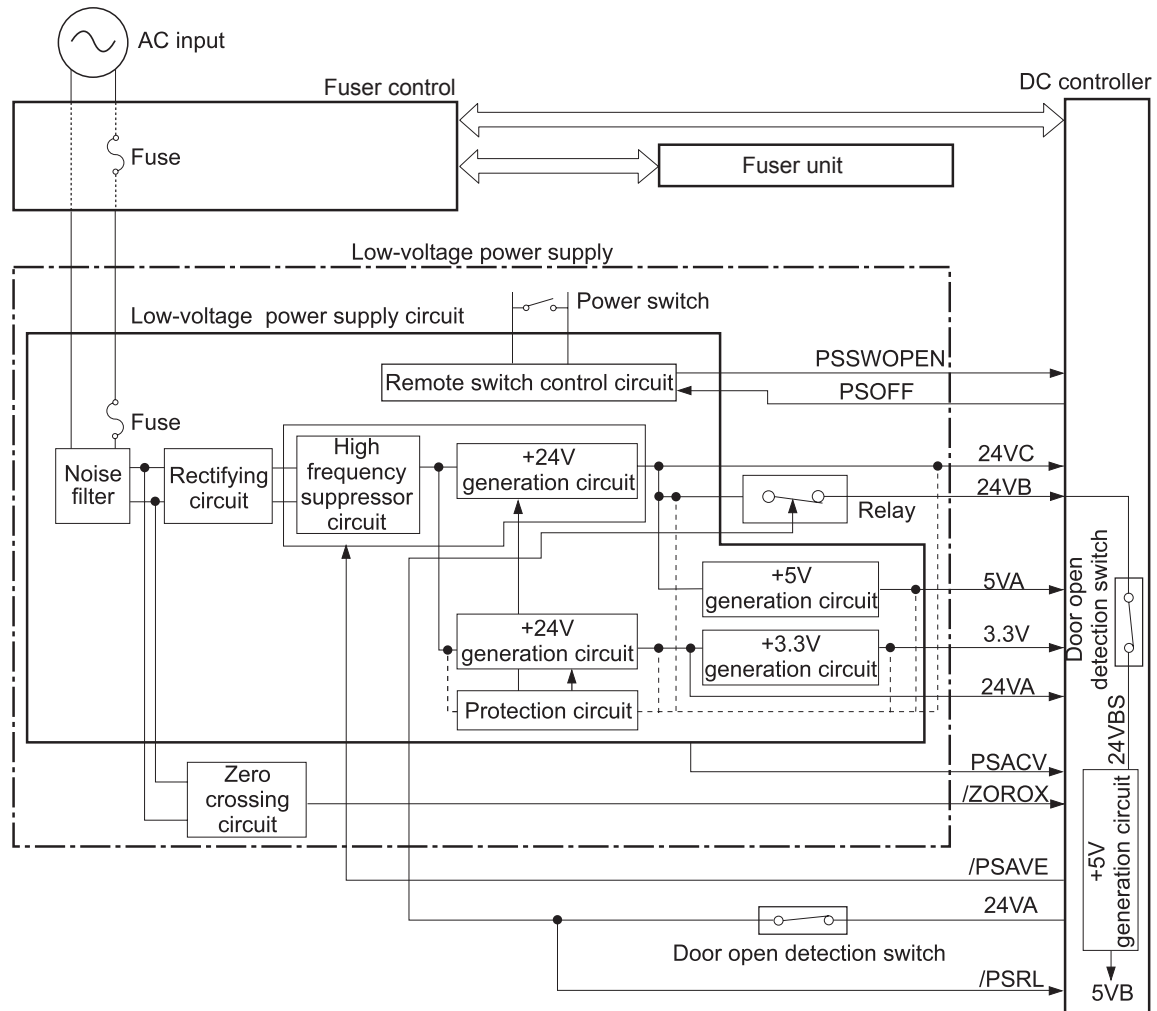 AC input
Fuser control
DC controller
Fuse
Fuser unit
Low-voltage power supply
Power switch
Low-voltage power supply circuit
PSSWOPEN
Remote switch control circuit
PSOFF
Fuse
High
frequency
suppressor
circuit
+24V
generation circuit
24VC
Noise
filter
Rectifying
circuit
24VB
Relay
+5V
generation circuit
5VA
Door open
detection switch
+24V
generation circuit
+3.3V
generation circuit
3.3V
24VA
Protection circuit
24VBS
PSACV
Zero
crossing
circuit
/ZOROX
+5V
generation circuit
/PSAVE
24VA
Door open detection switch
/PSRL
5VB